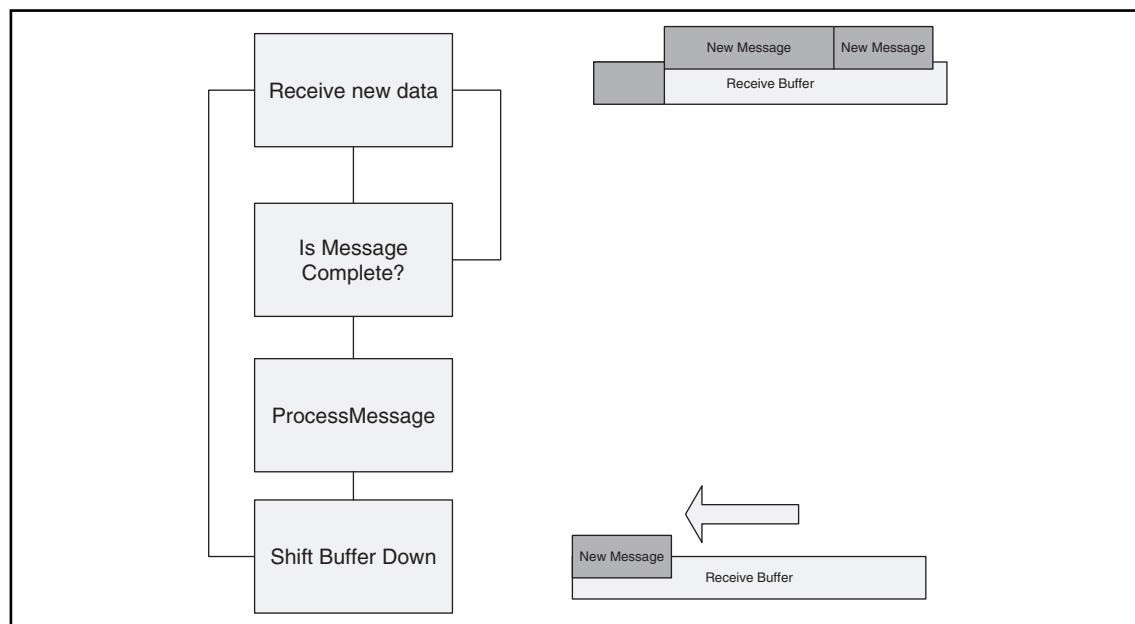 Receive new data
New Message
New Message
Receive Buffer
Is Message
Complete?
ProcessMessage
Shift Buffer Down
New Message
Receive Buffer